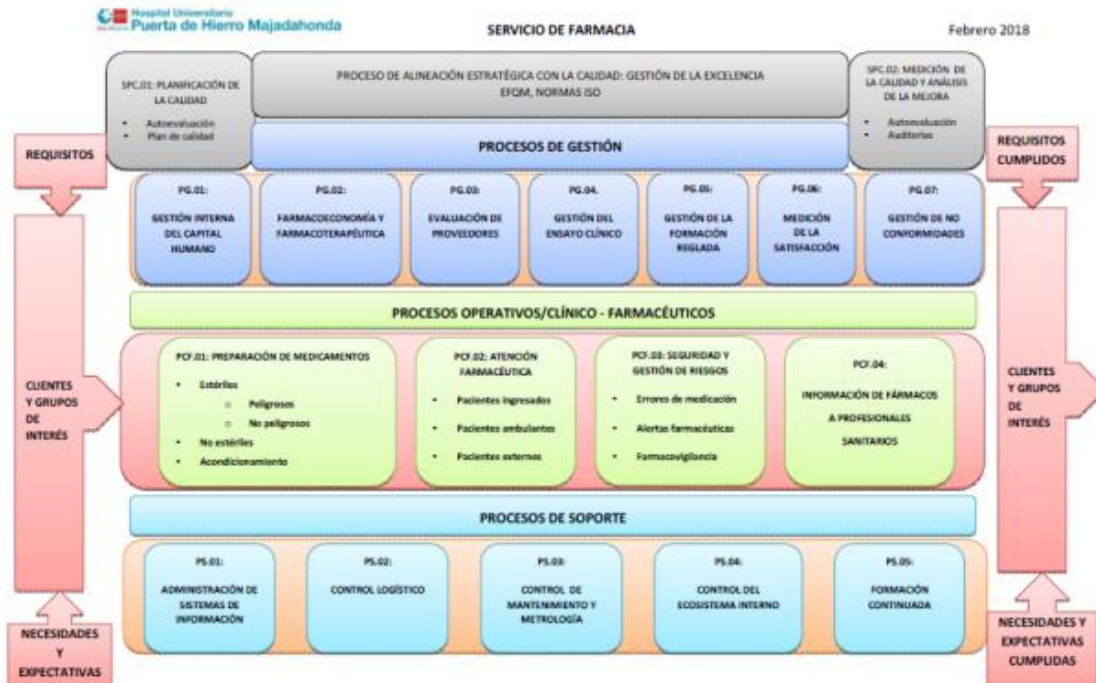 Hospital Universitario
Puerta de Hierro Majadahonda
SERVICIO DE FARMACIA
Febrero 2018
SPC.01: PLANIFICACIÓN DE
LA CALIDAD
• Autoevaluación
• Plan de calidad
PROCESO DE ALINEACIÓN ESTRATÉGICA CON LA CALIDAD: GESTIÓN DE LA EXCELENCIA
EFQM, NORMAS ISO
SPC.02: MEDICIÓN DE
LA CALIDAD Y ANÁLISIS
DE LA MEJORA
• Autoevaluación
• Auditorías
PROCESOS DE GESTIÓN
REQUISITOS
REQUISITOS
CUMPLIDOS
PG.01:
GESTIÓN INTERNA
DEL CAPITAL
HUMANO
PG.02:
FARMACOECONOMÍA Y
FARMACOTERAPÉUTICA
PG.03:
EVALUACIÓN DE
PROVEEDORES
PG.04.
GESTIÓN DEL
ENSAYO CLÍNICO
PG.05:
GESTIÓN DE LA
FORMACIÓN
REGLADA
PG.06:
MEDICIÓN
DE LA
SATISFACCIÓN
PG.07:
GESTIÓN DE NO
CONFORMIDADES
PROCESOS OPERATIVOS/CLÍNICO - FARMACÉUTICOS
CLIENTES
Y GRUPOS
DE
INTERÉS
PCF.01: PREPARACIÓN DE MEDICAMENTOS
• Estériles
o Peligrosos
o No peligrosos
• No estériles
• Acondicionamiento
PCF.02: ATENCIÓN
FARMACÉUTICA
• Pacientes ingresados
• Pacientes ambulantes
• Pacientes externos
PCF.03: SEGURIDAD Y
GESTIÓN DE RIESGOS
• Errores de medicación
• Alertas farmacéuticas
• Farmacovigilancia
PCF.04:
INFORMACIÓN DE FÁRMACOS
A PROFESIONALES
SANITARIOS
CLIENTES
Y GRUPOS DE
INTERÉS
PROCESOS DE SOPORTE
PS.01:
ADMINISTRACIÓN DE
SISTEMAS DE
INFORMACIÓN
PS.02:
CONTROL LOGÍSTICO
PS.03:
CONTROL DE
MANTENIMIENTO Y
METROLOGÍA
PS.04:
CONTROL DEL
ECOSISTEMA INTERNO
PS.05:
FORMACIÓN
CONTINUADA
NECESIDADES
Y
EXPECTATIVAS
NECESIDADES Y
EXPECTATIVAS
CUMPLIDAS